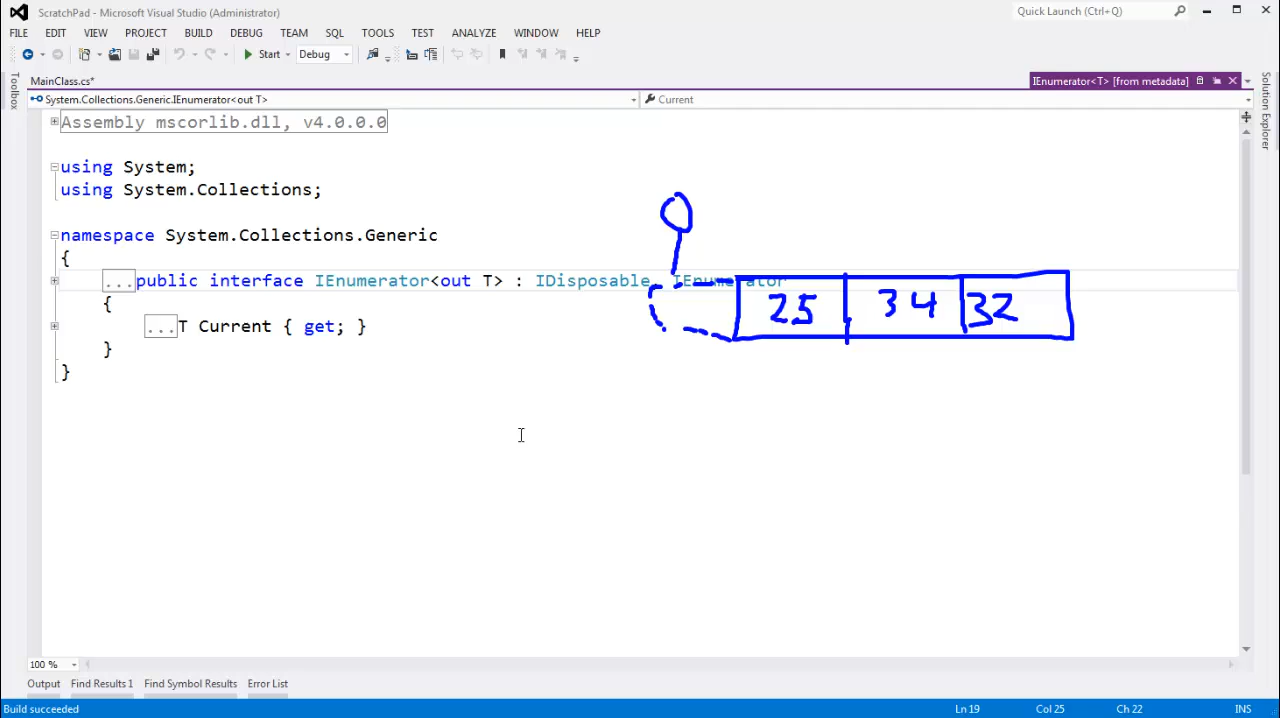 ScratchPad - Microsoft Visual Studio (Administrator)
Quick Launch (Ctrl+Q)
FILE EDIT VIEW PROJECT BUILD DEBUG TEAM SQL TOOLS TEST ANALYZE WINDOW HELP
Start Debug
Toolbox
MainClass.cs*
IEnumerator<T> [from metadata]
Solution Explorer
System.Collections.Generic.IEnumerator<out T>
Current
Assembly mscorlib.dll, v4.0.0.0
using System;
using System.Collections;
namespace System.Collections.Generic
{
...public interface IEnumerator<out T> : IDisposable, IEnumerator
{
...T Current { get; }
}
}
25 34 32
100 %
Output Find Results 1 Find Symbol Results Error List
Build succeeded
Ln 19 Col 25 Ch 22 INS